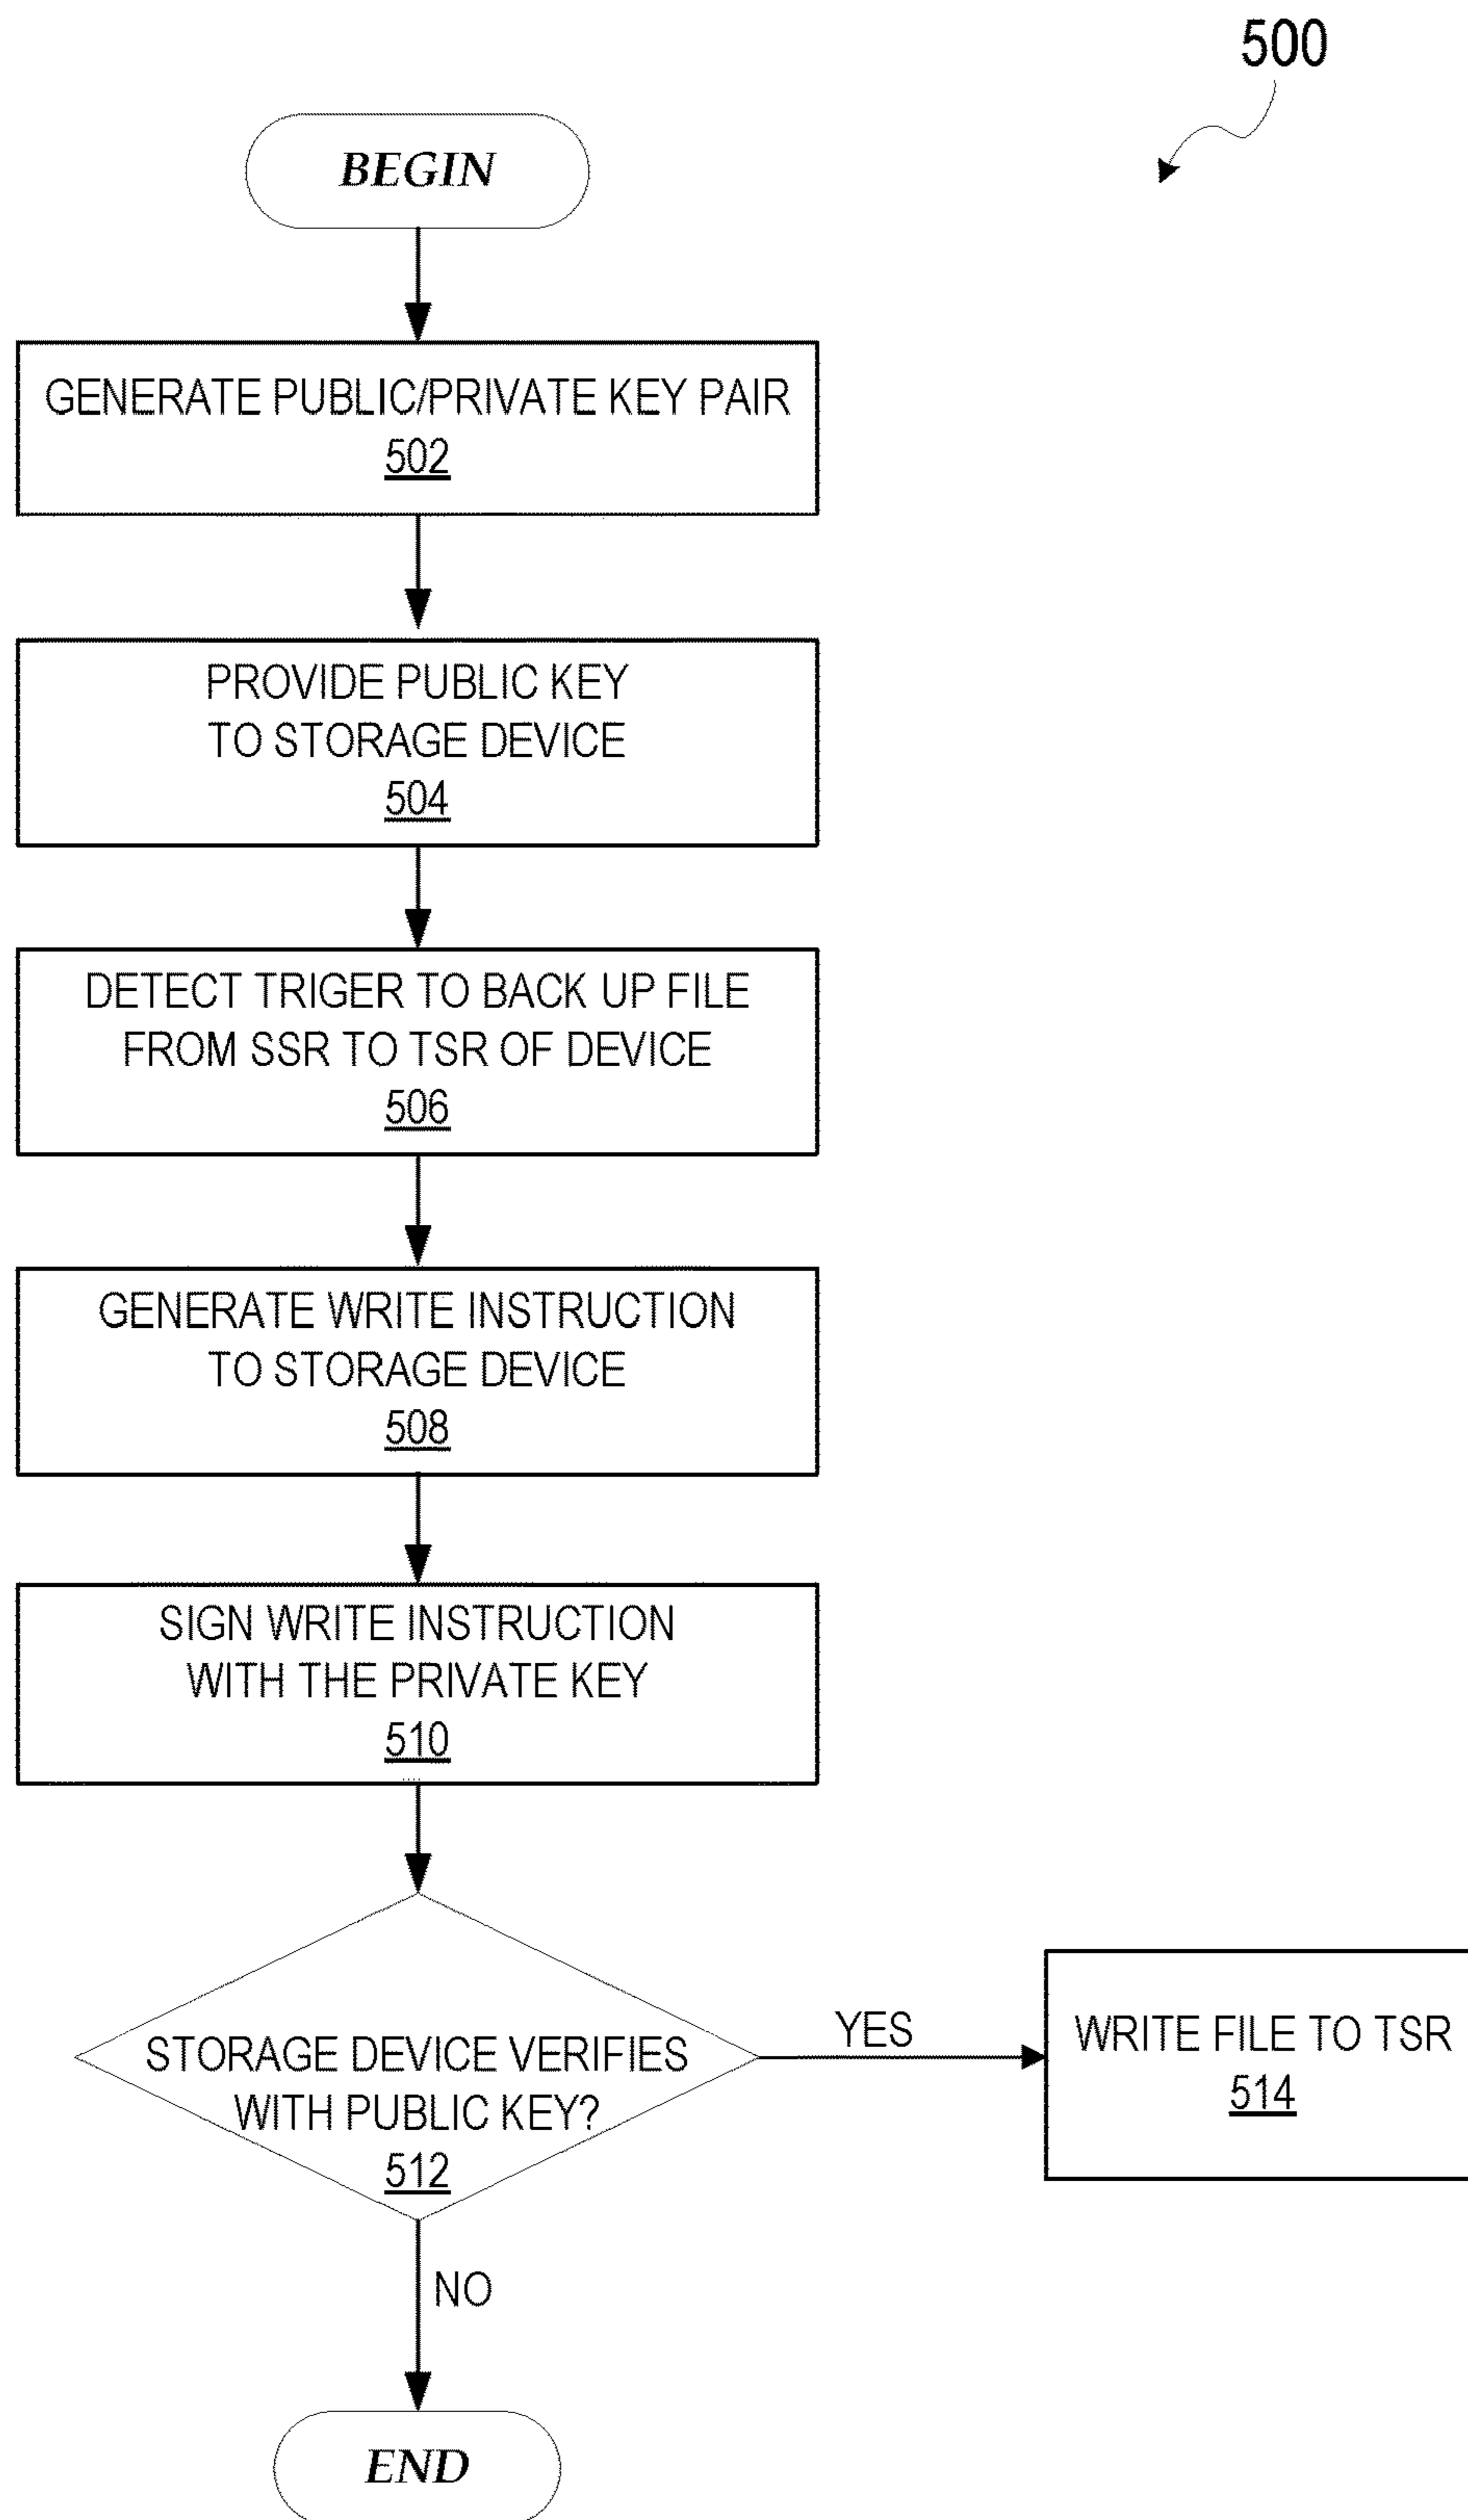 500
BEGIN
GENERATE PUBLIC/PRIVATE KEY PAIR
502
PROVIDE PUBLIC KEY
TO STORAGE DEVICE
504
DETECT TRIGER TO BACK UP FILE
FROM SSR TO TSR OF DEVICE
506
GENERATE WRITE INSTRUCTION
TO STORAGE DEVICE
508
SIGN WRITE INSTRUCTION
WITH THE PRIVATE KEY
510
STORAGE DEVICE VERIFIES
WITH PUBLIC KEY?
512
YES
WRITE FILE TO TSR
514
NO
END